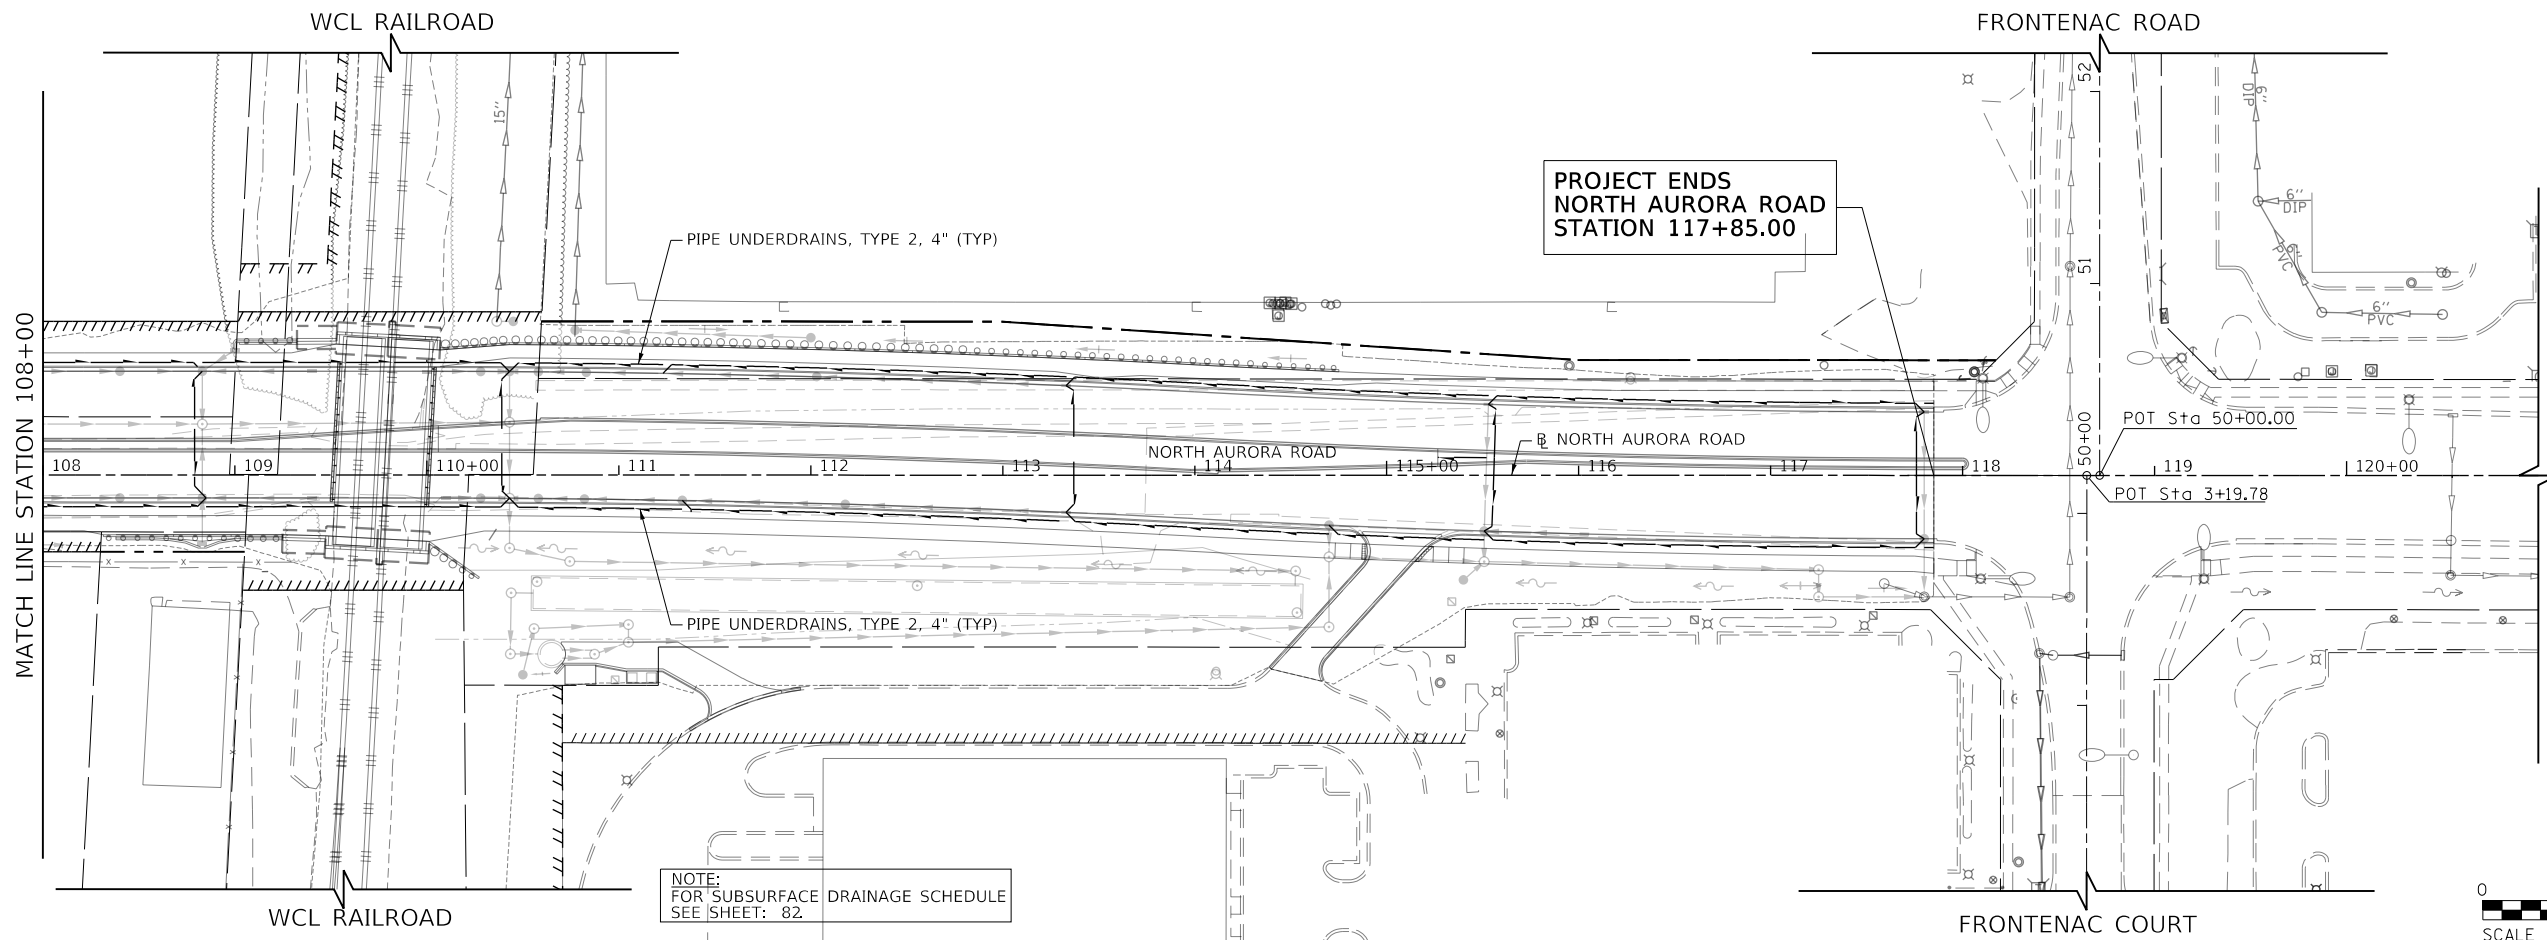 WCL RAILROAD
FRONTENAC ROAD
52
6"
DIP
15"
PROJECT ENDS
NORTH AURORA ROAD
STATION 117+85.00
6"
DIP
PIPE UNDERDRAINS, TYPE 2, 4" (TYP)
51
PVC
6"
PVC
MATCH LINE STATION 108+00
POT Sta 50+00.00
50+00
℄ NORTH AURORA ROAD
NORTH AURORA ROAD
108
109
110+00
111
112
113
114
115+00
116
117
118
119
120+00
POT Sta 3+19.78
PIPE UNDERDRAINS, TYPE 2, 4" (TYP)
NOTE:
FOR SUBSURFACE DRAINAGE SCHEDULE
SEE SHEET: 82
0
SCALE
WCL RAILROAD
FRONTENAC COURT